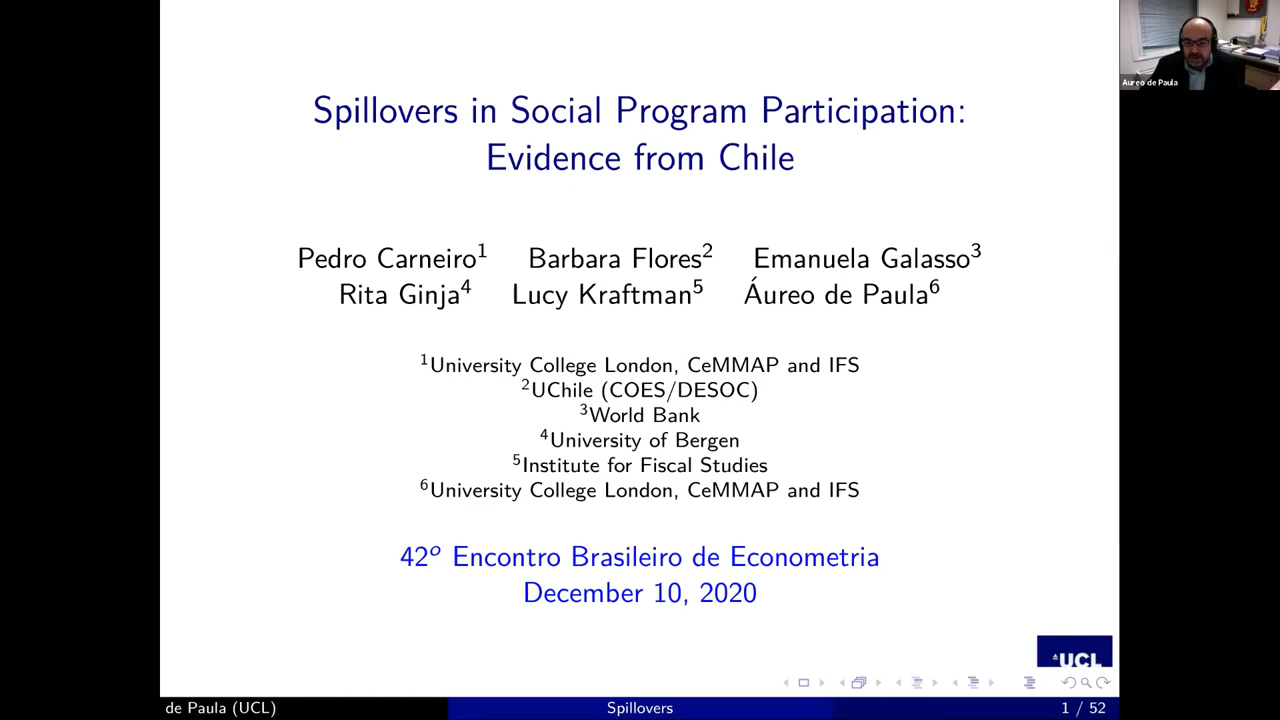 Spillovers in Social Program Participation:
Evidence from Chile
Pedro Carneiro¹ Barbara Flores² Emanuela Galasso³
Rita Ginja⁴ Lucy Kraftman⁵ Áureo de Paula⁶
¹University College London, CeMMAP and IFS
²UChile (COES/DESOC)
³World Bank
⁴University of Bergen
⁵Institute for Fiscal Studies
⁶University College London, CeMMAP and IFS
42º Encontro Brasileiro de Econometria
December 10, 2020
UCL
de Paula (UCL) Spillovers 1 / 52
Aureo de Paula